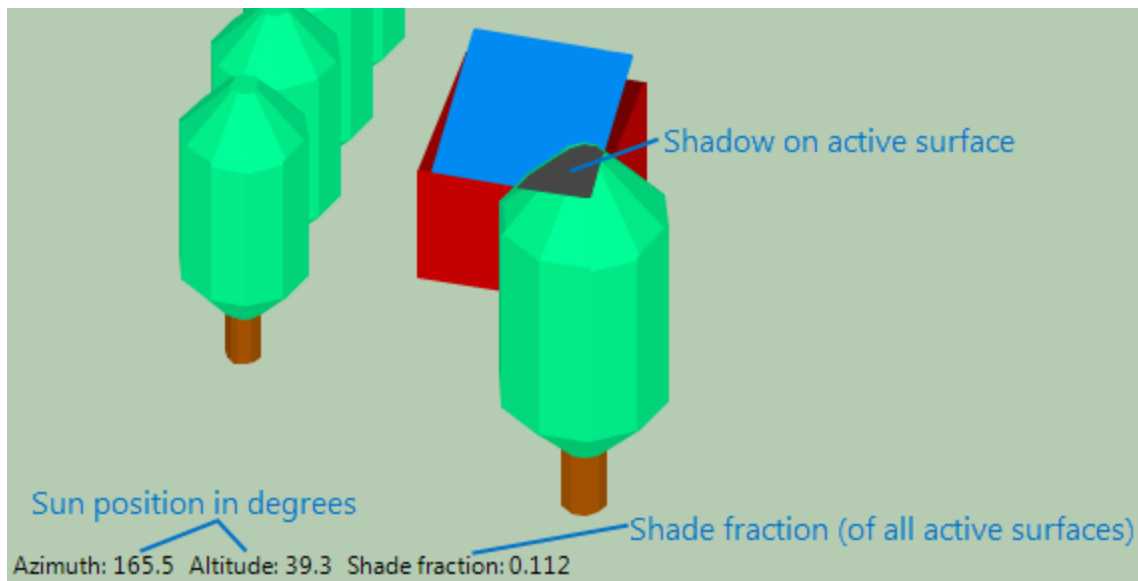 Shadow on active surface
Sun position in degrees
Shade fraction (of all active surfaces)
Azimuth: 165.5 Altitude: 39.3 Shade fraction: 0.112